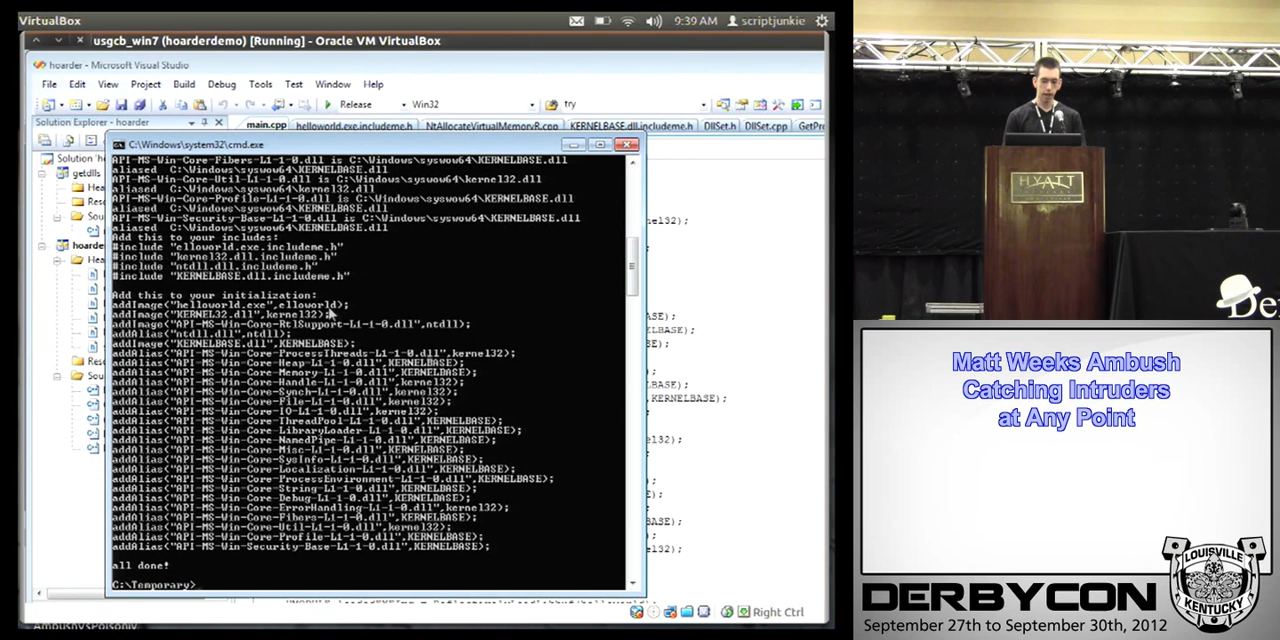 VirtualBox
9:39 AM
scriptjunkie
usgcb_win7 (hoarderdemo) [Running] - Oracle VM VirtualBox
hoarder - Microsoft Visual Studio
File Edit View Project Build Debug Tools Test Window Help
Release
Win32
try
Solution Explorer - hoarder
main.cpp
helloworld.exe.includeme.h
NtAllocateVirtualMemoryR.cpp
KERNELBASE.dll.includeme.h
DllSet.h
DllSet.cpp
C:\Windows\system32\cmd.exe
API-MS-Win-Core-Fibers-L1-1-0.dll is C:\Windows\syswow64\KERNELBASE.dll
aliased C:\Windows\syswow64\KERNELBASE.dll
API-MS-Win-Core-Util-L1-1-0.dll is C:\Windows\syswow64\kernel32.dll
aliased C:\Windows\syswow64\kernel32.dll
API-MS-Win-Core-Profile-L1-1-0.dll is C:\Windows\syswow64\KERNELBASE.dll
aliased C:\Windows\syswow64\KERNELBASE.dll
API-MS-Win-Security-Base-L1-1-0.dll is C:\Windows\syswow64\KERNELBASE.dll
aliased C:\Windows\syswow64\KERNELBASE.dll
Add this to your includes:
#include "elloworld.exe.includeme.h"
#include "kernel32.dll.includeme.h"
#include "ntdll.dll.includeme.h"
#include "KERNELBASE.dll.includeme.h"
Add this to your initialization:
addImage("helloworld.exe",elloworld);
addImage("KERNEL32.dll",kernel32);
addImage("API-MS-Win-Core-RtlSupport-L1-1-0.dll",ntdll);
addAlias("ntdll.dll",ntdll);
addImage("KERNELBASE.dll",KERNELBASE);
addAlias("API-MS-Win-Core-ProcessThreads-L1-1-0.dll",kernel32);
addAlias("API-MS-Win-Core-Heap-L1-1-0.dll",KERNELBASE);
addAlias("API-MS-Win-Core-Memory-L1-1-0.dll",KERNELBASE);
addAlias("API-MS-Win-Core-Handle-L1-1-0.dll",kernel32);
addAlias("API-MS-Win-Core-Synch-L1-1-0.dll",kernel32);
addAlias("API-MS-Win-Core-File-L1-1-0.dll",kernel32);
addAlias("API-MS-Win-Core-IO-L1-1-0.dll",kernel32);
addAlias("API-MS-Win-Core-ThreadPool-L1-1-0.dll",KERNELBASE);
addAlias("API-MS-Win-Core-LibraryLoader-L1-1-0.dll",KERNELBASE);
addAlias("API-MS-Win-Core-NamedPipe-L1-1-0.dll",KERNELBASE);
addAlias("API-MS-Win-Core-Misc-L1-1-0.dll",KERNELBASE);
addAlias("API-MS-Win-Core-SysInfo-L1-1-0.dll",KERNELBASE);
addAlias("API-MS-Win-Core-Localization-L1-1-0.dll",KERNELBASE);
addAlias("API-MS-Win-Core-ProcessEnvironment-L1-1-0.dll",KERNELBASE);
addAlias("API-MS-Win-Core-String-L1-1-0.dll",KERNELBASE);
addAlias("API-MS-Win-Core-Debug-L1-1-0.dll",KERNELBASE);
addAlias("API-MS-Win-Core-ErrorHandling-L1-1-0.dll",kernel32);
addAlias("API-MS-Win-Core-Fibers-L1-1-0.dll",KERNELBASE);
addAlias("API-MS-Win-Core-Util-L1-1-0.dll",kernel32);
addAlias("API-MS-Win-Core-Profile-L1-1-0.dll",KERNELBASE);
addAlias("API-MS-Win-Security-Base-L1-1-0.dll",KERNELBASE);
all done!
C:\Temporary>
Right Ctrl
HYATT
Matt Weeks Ambush
Catching Intruders
at Any Point
LOUISVILLE
KENTUCKY
DERBYCON
September 27th to September 30th, 2012